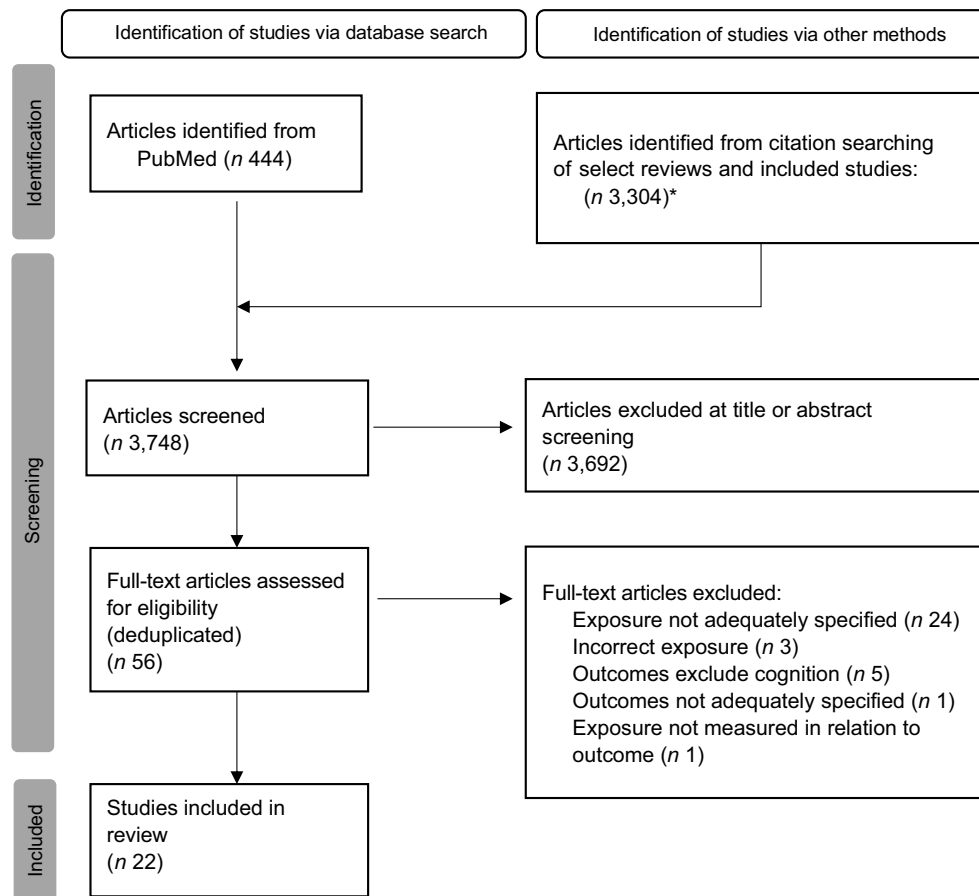 Identification of studies via database search
Identification of studies via other methods
Identification
Articles identified from
PubMed (n 444)
Articles identified from citation searching
of select reviews and included studies:
(n 3,304)*
Screening
Articles screened
(n 3,748)
Articles excluded at title or abstract
screening
(n 3,692)
Full-text articles assessed
for eligibility
(deduplicated)
(n 56)
Full-text articles excluded:
Exposure not adequately specified (n 24)
Incorrect exposure (n 3)
Outcomes exclude cognition (n 5)
Outcomes not adequately specified (n 1)
Exposure not measured in relation to
outcome (n 1)
Included
Studies included in
review
(n 22)